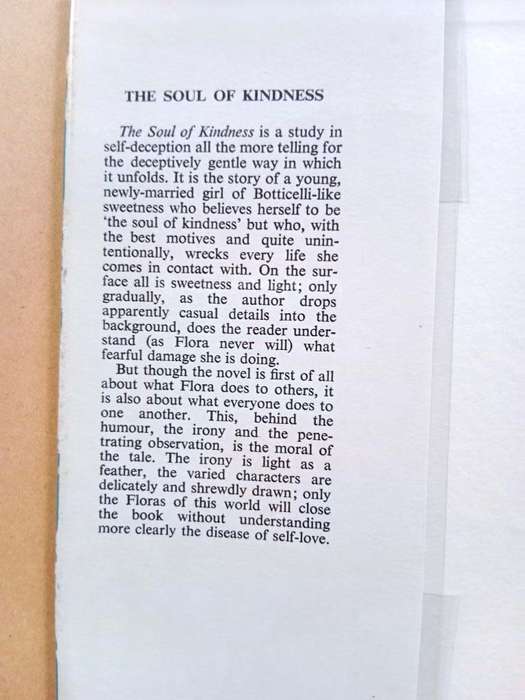 THE SOUL OF KINDNESS
The Soul of Kindness is a study in
self-deception all the more telling for
the deceptively gentle way in which
it unfolds. It is the story of a young,
newly-married girl of Botticelli-like
sweetness who believes herself to be
'the soul of kindness' but who, with
the best motives and quite unin-
tentionally, wrecks every life she
comes in contact with. On the sur-
face all is sweetness and light; only
gradually, as the author drops
apparently casual details into the
background, does the reader under-
stand (as Flora never will) what
fearful damage she is doing.
But though the novel is first of all
about what Flora does to others, it
is also about what everyone does to
one another. This, behind the
humour, the irony and the pene-
trating observation, is the moral of
the tale. The irony is light as a
feather, the varied characters are
delicately and shrewdly drawn; only
the Floras of this world will close
the book without understanding
more clearly the disease of self-love.